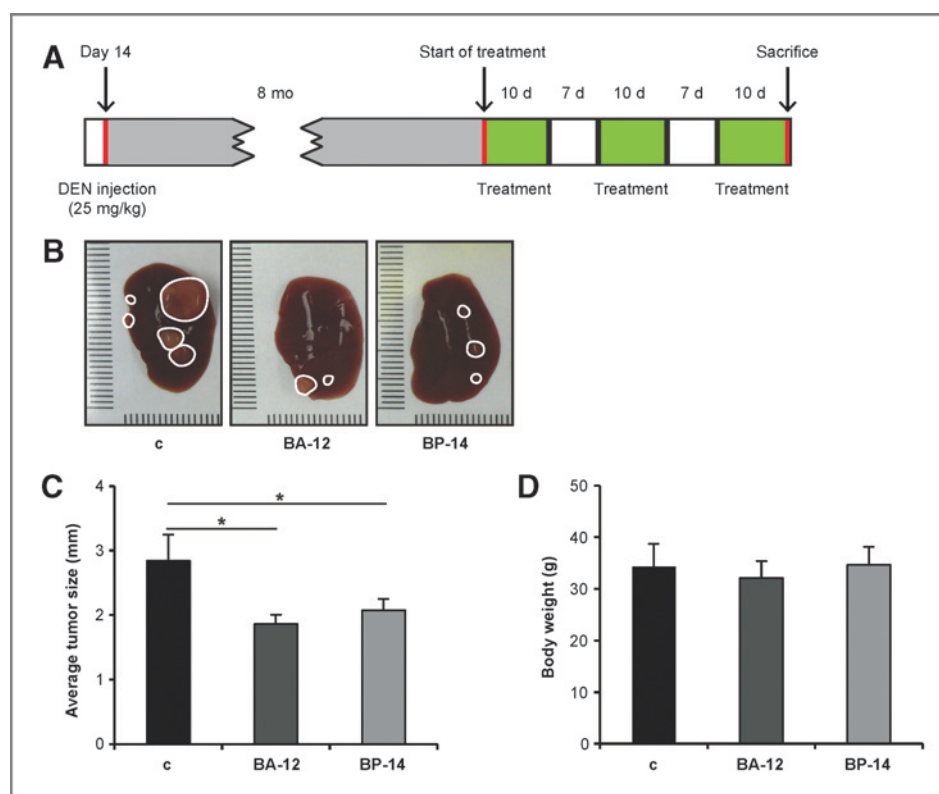 A
Day 14
Start of treatment
Sacrifice
8 mo
10 d
7 d
10 d
7 d
10 d
DEN injection
(25 mg/kg)
Treatment
Treatment
Treatment
B
c
BA-12
BP-14
C
Average tumor size (mm)
4
3
2
1
0
*
*
c
BA-12
BP-14
D
Body weight (g)
50
40
30
20
10
0
c
BA-12
BP-14